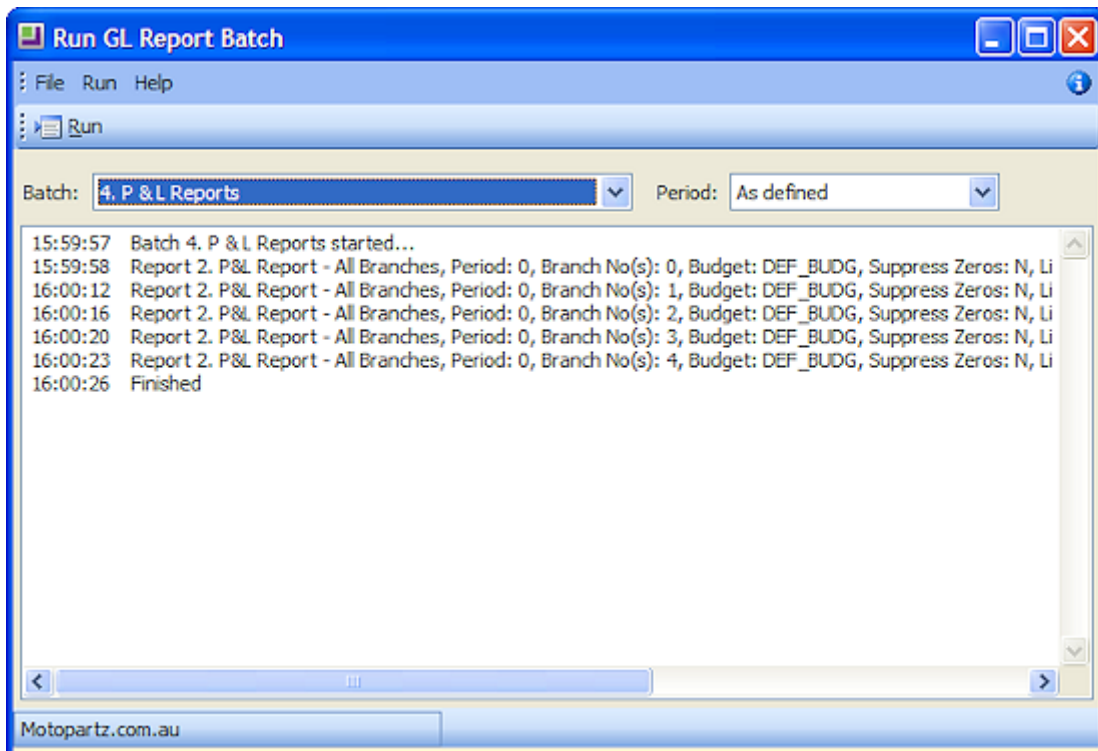 Run GL Report Batch
File Run Help
Run
Batch: 4. P & L Reports Period: As defined
15:59:57 Batch 4. P & L Reports started...
15:59:58 Report 2. P&L Report - All Branches, Period: 0, Branch No(s): 0, Budget: DEF_BUDG, Suppress Zeros: N, Li
16:00:12 Report 2. P&L Report - All Branches, Period: 0, Branch No(s): 1, Budget: DEF_BUDG, Suppress Zeros: N, Li
16:00:16 Report 2. P&L Report - All Branches, Period: 0, Branch No(s): 2, Budget: DEF_BUDG, Suppress Zeros: N, Li
16:00:20 Report 2. P&L Report - All Branches, Period: 0, Branch No(s): 3, Budget: DEF_BUDG, Suppress Zeros: N, Li
16:00:23 Report 2. P&L Report - All Branches, Period: 0, Branch No(s): 4, Budget: DEF_BUDG, Suppress Zeros: N, Li
16:00:26 Finished
Motopartz.com.au